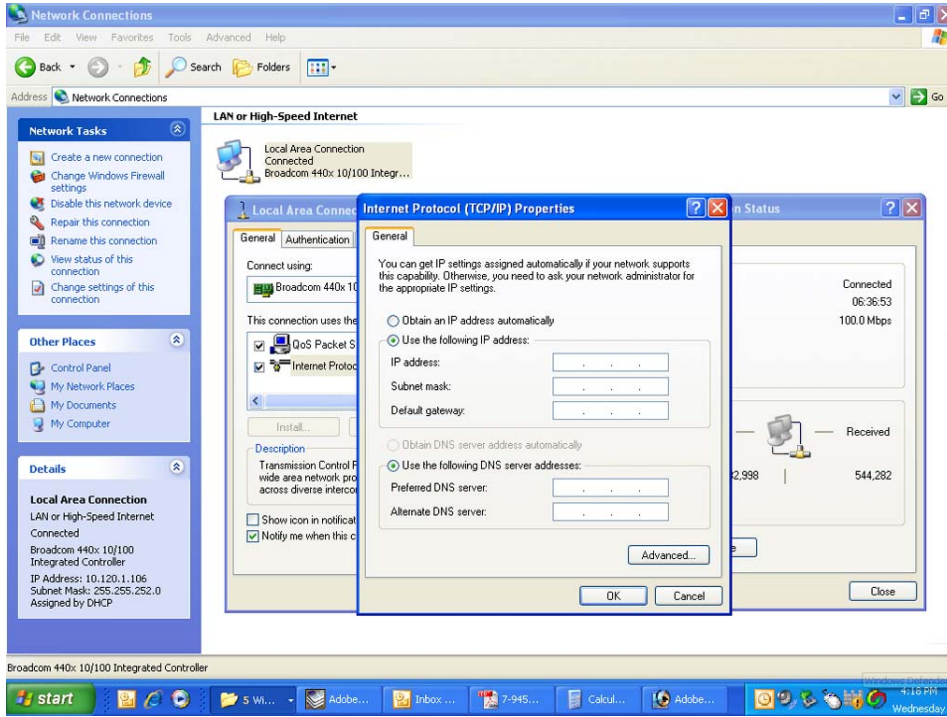 Network Connections
File Edit View Favorites Tools Advanced Help
Back Search Folders
Address Network Connections Go
Network Tasks
Create a new connection
Change Windows Firewall
settings
Disable this network device
Repair this connection
Rename this connection
View status of this
connection
Change settings of this
connection
Other Places
Control Panel
My Network Places
My Documents
My Computer
Details
Local Area Connection
LAN or High-Speed Internet
Connected
Broadcom 440x 10/100
Integrated Controller
IP Address: 10.120.1.106
Subnet Mask: 255.255.252.0
Assigned by DHCP
LAN or High-Speed Internet
Local Area Connection
Connected
Broadcom 440x 10/100 Integr...
Local Area Connec
General Authentication
Connect using:
Broadcom 440x 10
This connection uses the
QoS Packet S
Internet Protoc
Install...
Description
Transmission Control P
wide area network pro
across diverse intercor
Show icon in notificat
Notify me when this c
Internet Protocol (TCP/IP) Properties
General
You can get IP settings assigned automatically if your network supports
this capability. Otherwise, you need to ask your network administrator for
the appropriate IP settings.
Obtain an IP address automatically
Use the following IP address:
IP address:
Subnet mask:
Default gateway:
Obtain DNS server address automatically
Use the following DNS server addresses:
Preferred DNS server:
Alternate DNS server:
Advanced...
OK Cancel
n Status
Connected
06:36:53
100.0 Mbps
Received
2,998 544,282
Close
Broadcom 440x 10/100 Integrated Controller
start 5 Wi... Adobe... Inbox ... 7-945... Calcul... Adobe...
Windows Defende
4:18 PM
Wednesday